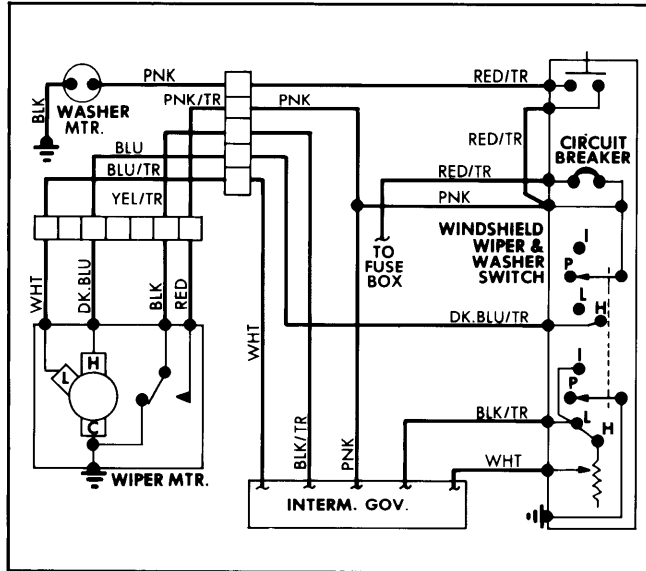 PNK
RED/TR
PNK/TR
PNK
WASHER
MTR.
BLK
RED/TR
CIRCUIT
BREAKER
BLU
RED/TR
BLU/TR
PNK
YEL/TR
WINDSHIELD
WIPER &
WASHER
SWITCH
TO
FUSE
BOX
I
P
L
H
WHT
DK.BLU
BLK
RED
DK.BLU/TR
WHT
BLK/TR
PNK
I
P
L
H
L
H
C
BLK/TR
WHT
WIPER MTR.
INTERM. GOV.